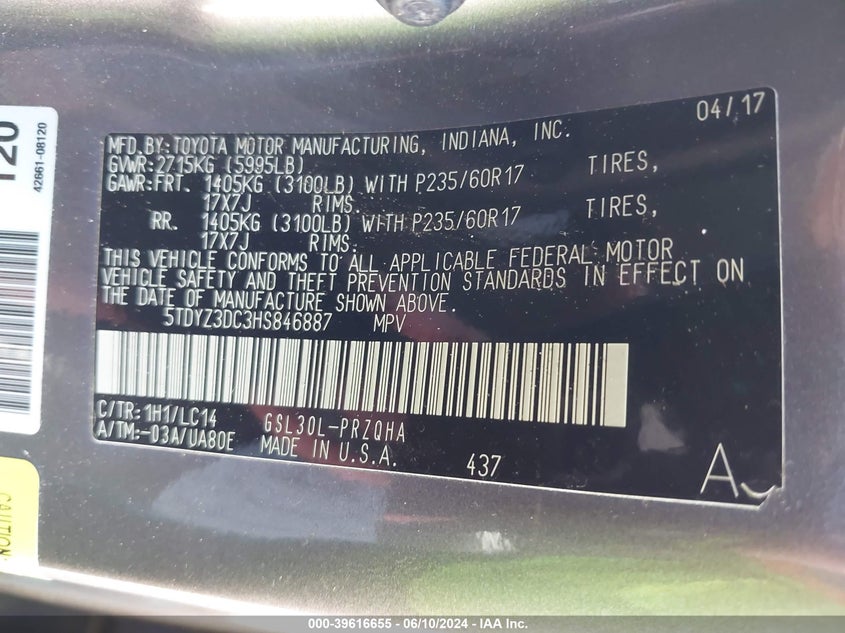 120
42861-08120
04/17
MFD.BY:TOYOTA MOTOR MANUFACTURING, INDIANA, INC.
GVWR:2715KG (5995LB)
GAWR:FRT. 1405KG (3100LB) WITH P235/60R17 TIRES,
17X7J RIMS.
RR. 1405KG (3100LB) WITH P235/60R17 TIRES,
17X7J RIMS.
THIS VEHICLE CONFORMS TO ALL APPLICABLE FEDERAL MOTOR
VEHICLE SAFETY AND THEFT PREVENTION STANDARDS IN EFFECT ON
THE DATE OF MANUFACTURE SHOWN ABOVE.
5TDYZ3DC3HS846887 MPV
C/TR:1H1/LC14 GSL30L-PRZQHA
A/TM:-03A/UA80E MADE IN U.S.A. 437
A
CAUTION
000-39616655 - 06/10/2024 - IAA, Inc.